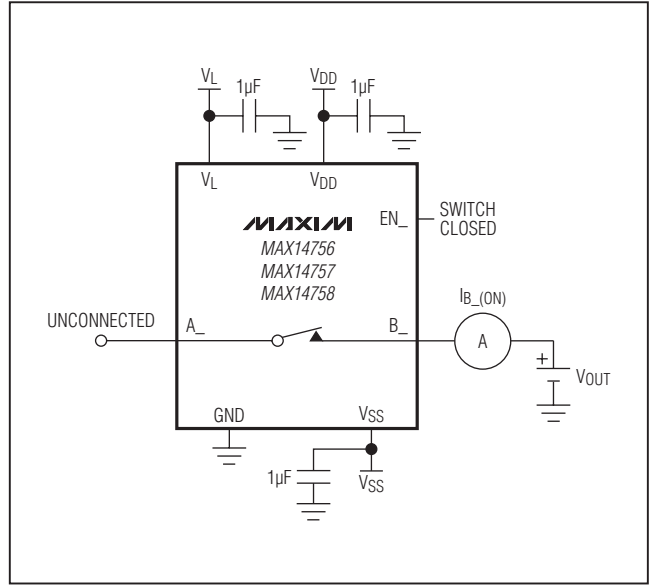 VL 1µF VDD 1µF
VL VDD
EN_ SWITCH CLOSED
MAXIM
MAX14756
MAX14757
MAX14758
IB_(ON)
UNCONNECTED A_ B_ A
+
VOUT
GND VSS
1µF VSS